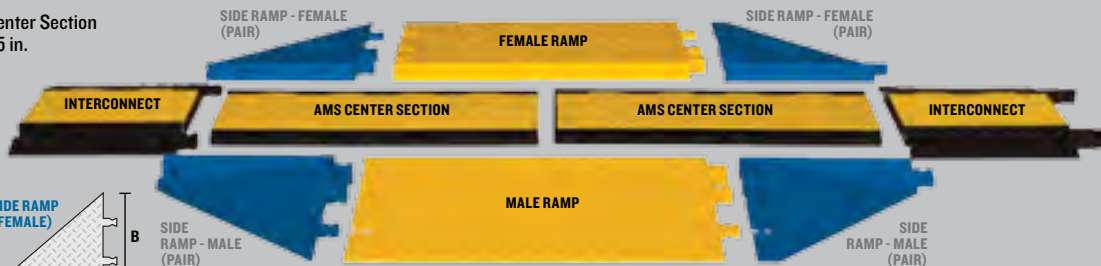 enter Section
5 in.
SIDE RAMP - FEMALE
(PAIR)
SIDE RAMP - FEMALE
(PAIR)
FEMALE RAMP
INTERCONNECT
AMS CENTER SECTION
AMS CENTER SECTION
INTERCONNECT
MALE RAMP
IDE RAMP
FEMALE)
B
SIDE
RAMP - MALE
(PAIR)
SIDE
RAMP - MALE
(PAIR)